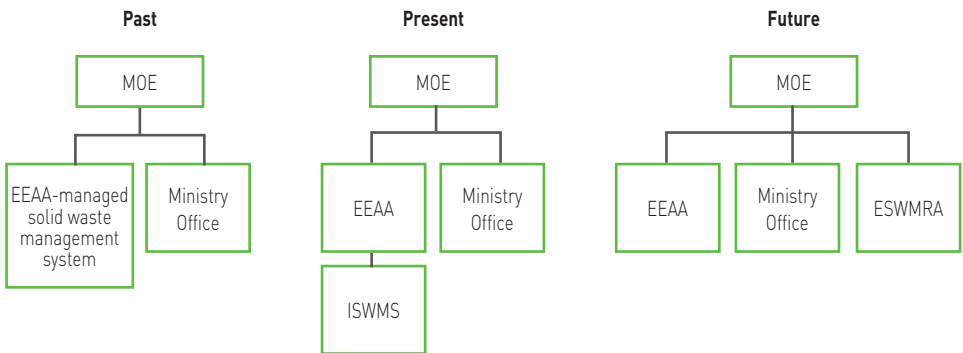 Past
MOE
EEAA-managed
solid waste
management
system
Ministry
Office
Present
MOE
EEAA
Ministry
Office
ISWMS
Future
MOE
EEAA
Ministry
Office
ESWMRA